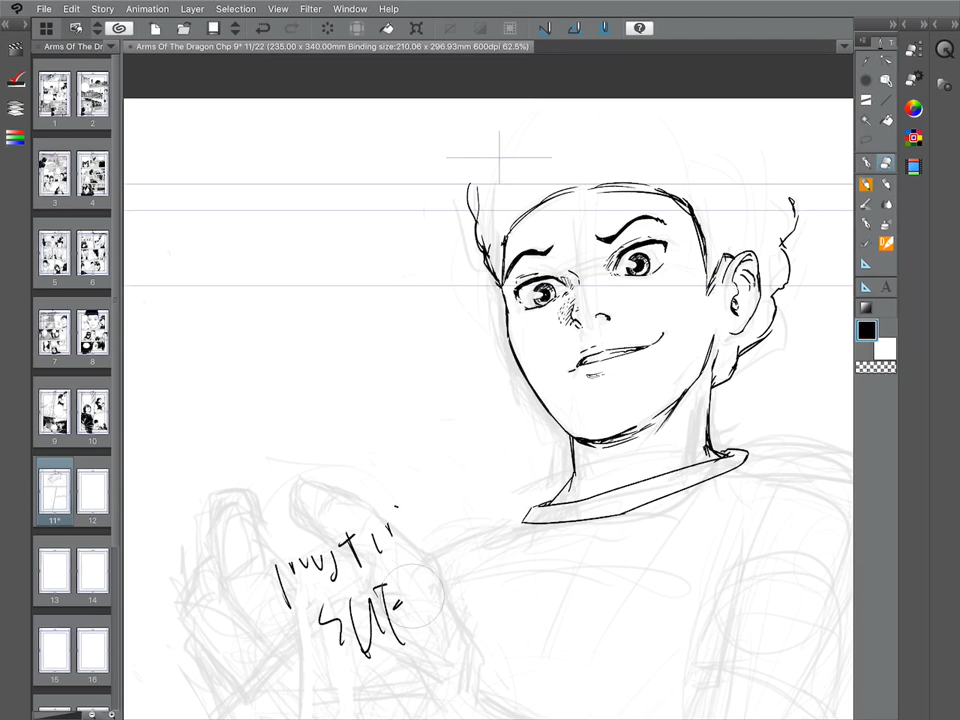 File Edit Story Animation Layer Selection View Filter Window Help
Arms Of The Dr
Arms Of The Dragon Chp 9* 11/22 (235.00 x 340.00mm Binding size:210.06 x 296.93mm 600dpi 62.5%)
T
1 2
3 4
5 6
7 8
9 10
11* 12
13 14
15 16
A